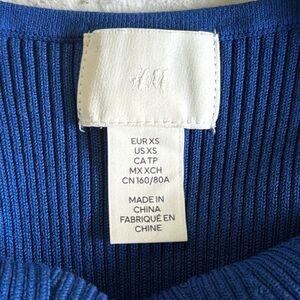 H&M
EUR XS
US XS
CA TP
MX XCH
CN 160/80A
MADE IN
CHINA
FABRIQUÉ EN
CHINE